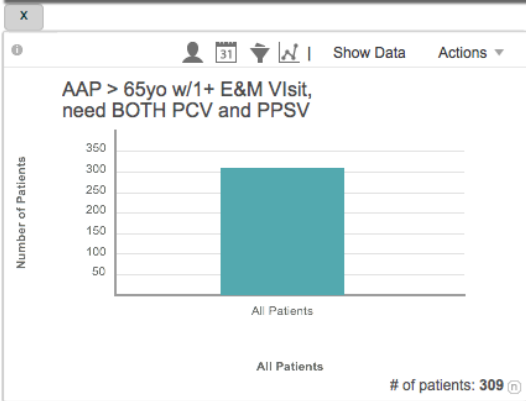 X
31
Show Data
Actions
AAP > 65yo w/1+ E&M VIsit,
need BOTH PCV and PPSV
Number of Patients
350
300
250
200
150
100
50
All Patients
All Patients
# of patients: 309 n